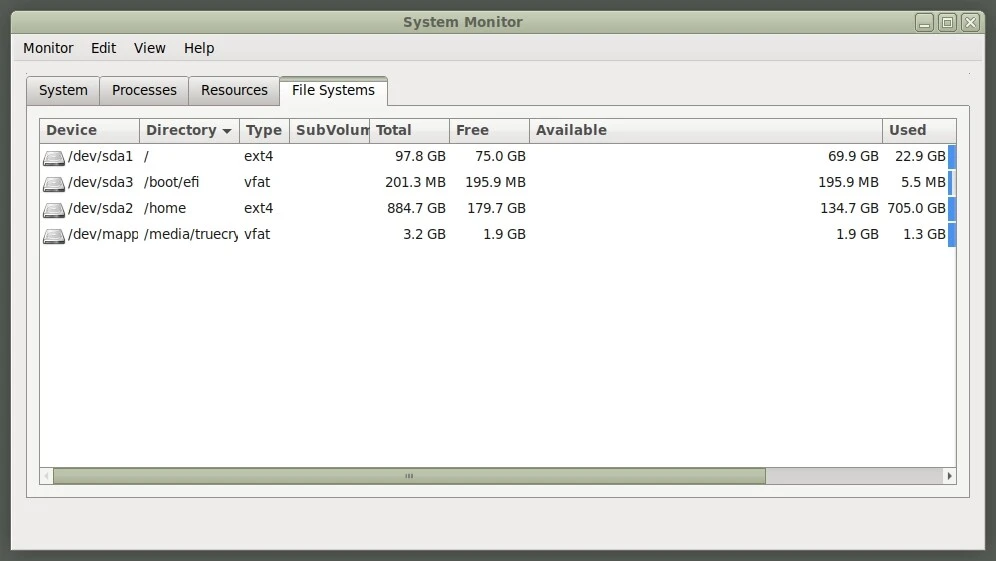 System Monitor
Monitor Edit View Help
System Processes Resources File Systems
Device Directory Type SubVolum Total Free Available Used
/dev/sda1 / ext4 97.8 GB 75.0 GB 69.9 GB 22.9 GB
/dev/sda3 /boot/efi vfat 201.3 MB 195.9 MB 195.9 MB 5.5 MB
/dev/sda2 /home ext4 884.7 GB 179.7 GB 134.7 GB 705.0 GB
/dev/mapp /media/truecry vfat 3.2 GB 1.9 GB 1.9 GB 1.3 GB